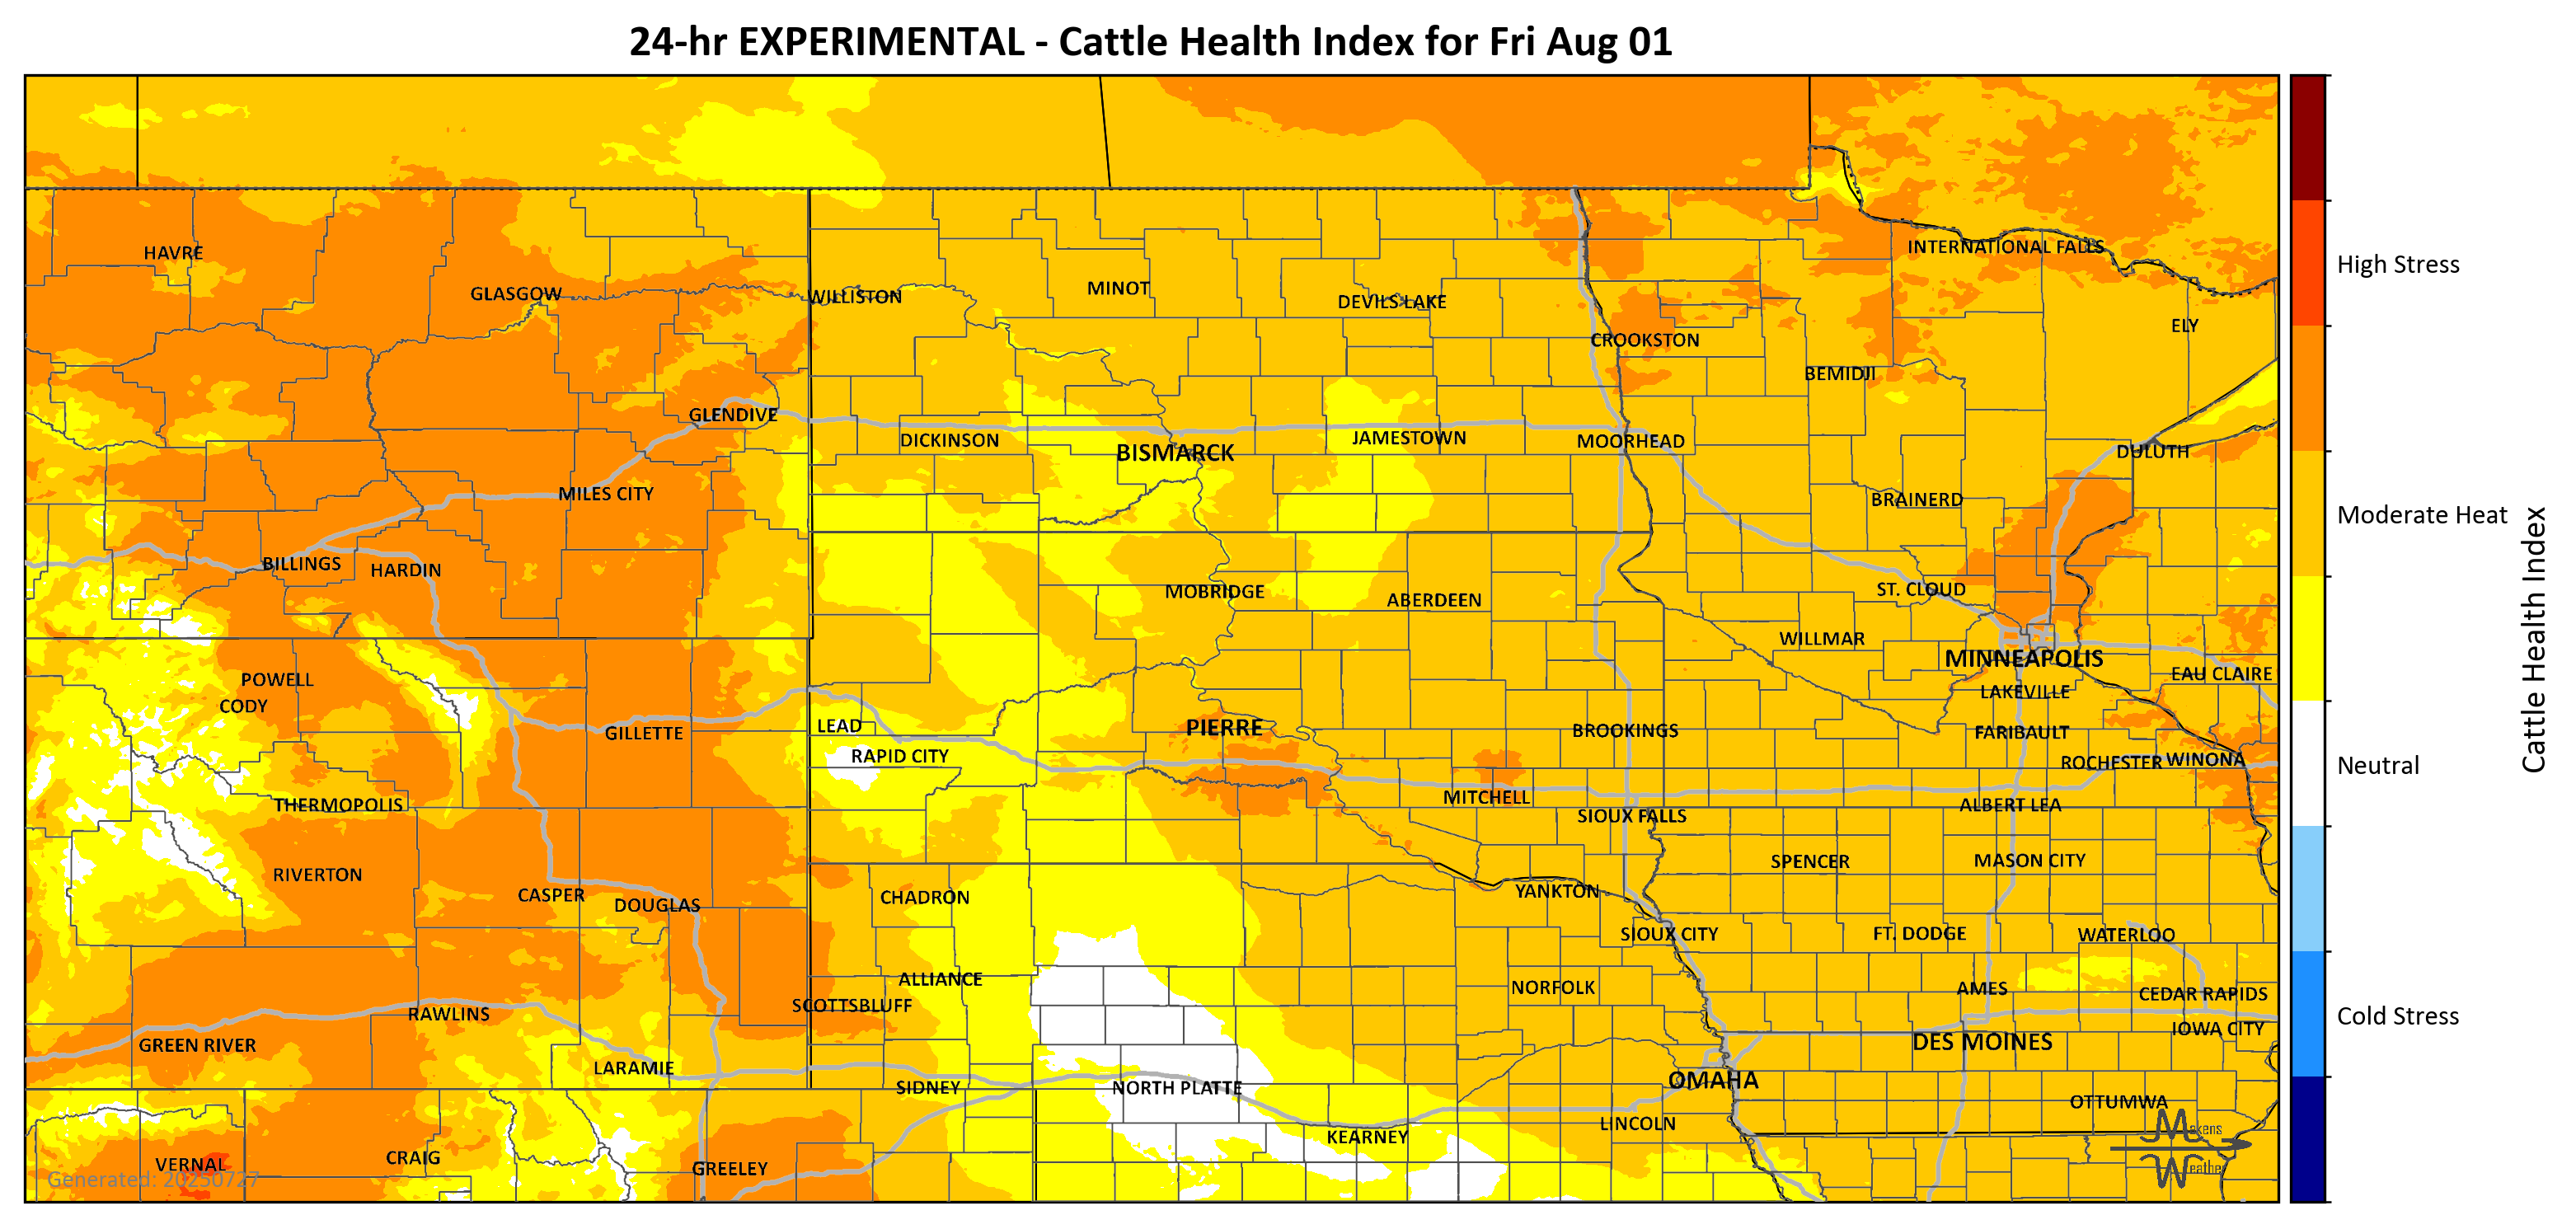 24-hr EXPERIMENTAL - Cattle Health Index for Fri Aug 01
HAVRE
INTERNATIONAL FALLS
GLASGOW
WILLISTON
MINOT
DEVILS LAKE
ELY
CROOKSTON
BEMIDJI
GLENDIVE
DICKINSON
BISMARCK
JAMESTOWN
MOORHEAD
DULUTH
MILES CITY
BRAINERD
BILLINGS
HARDIN
MOBRIDGE
ABERDEEN
ST. CLOUD
WILLMAR
MINNEAPOLIS
POWELL
EAU CLAIRE
CODY
LAKEVILLE
GILLETTE
LEAD
PIERRE
BROOKINGS
FARIBAULT
RAPID CITY
ROCHESTER
WINONA
THERMOPOLIS
MITCHELL
ALBERT LEA
SIOUX FALLS
RIVERTON
SPENCER
MASON CITY
CASPER
DOUGLAS
CHADRON
YANKTON
SIOUX CITY
FT. DODGE
WATERLOO
ALLIANCE
NORFOLK
AMES
CEDAR RAPIDS
SCOTTSBLUFF
RAWLINS
IOWA CITY
GREEN RIVER
DES MOINES
LARAMIE
SIDNEY
NORTH PLATTE
OMAHA
OTTUMWA
LINCOLN
KEARNEY
VERNAL
CRAIG
GREELEY
Generated: 20250727
Makens
Weather
High Stress
Moderate Heat
Neutral
Cold Stress
Cattle Health Index